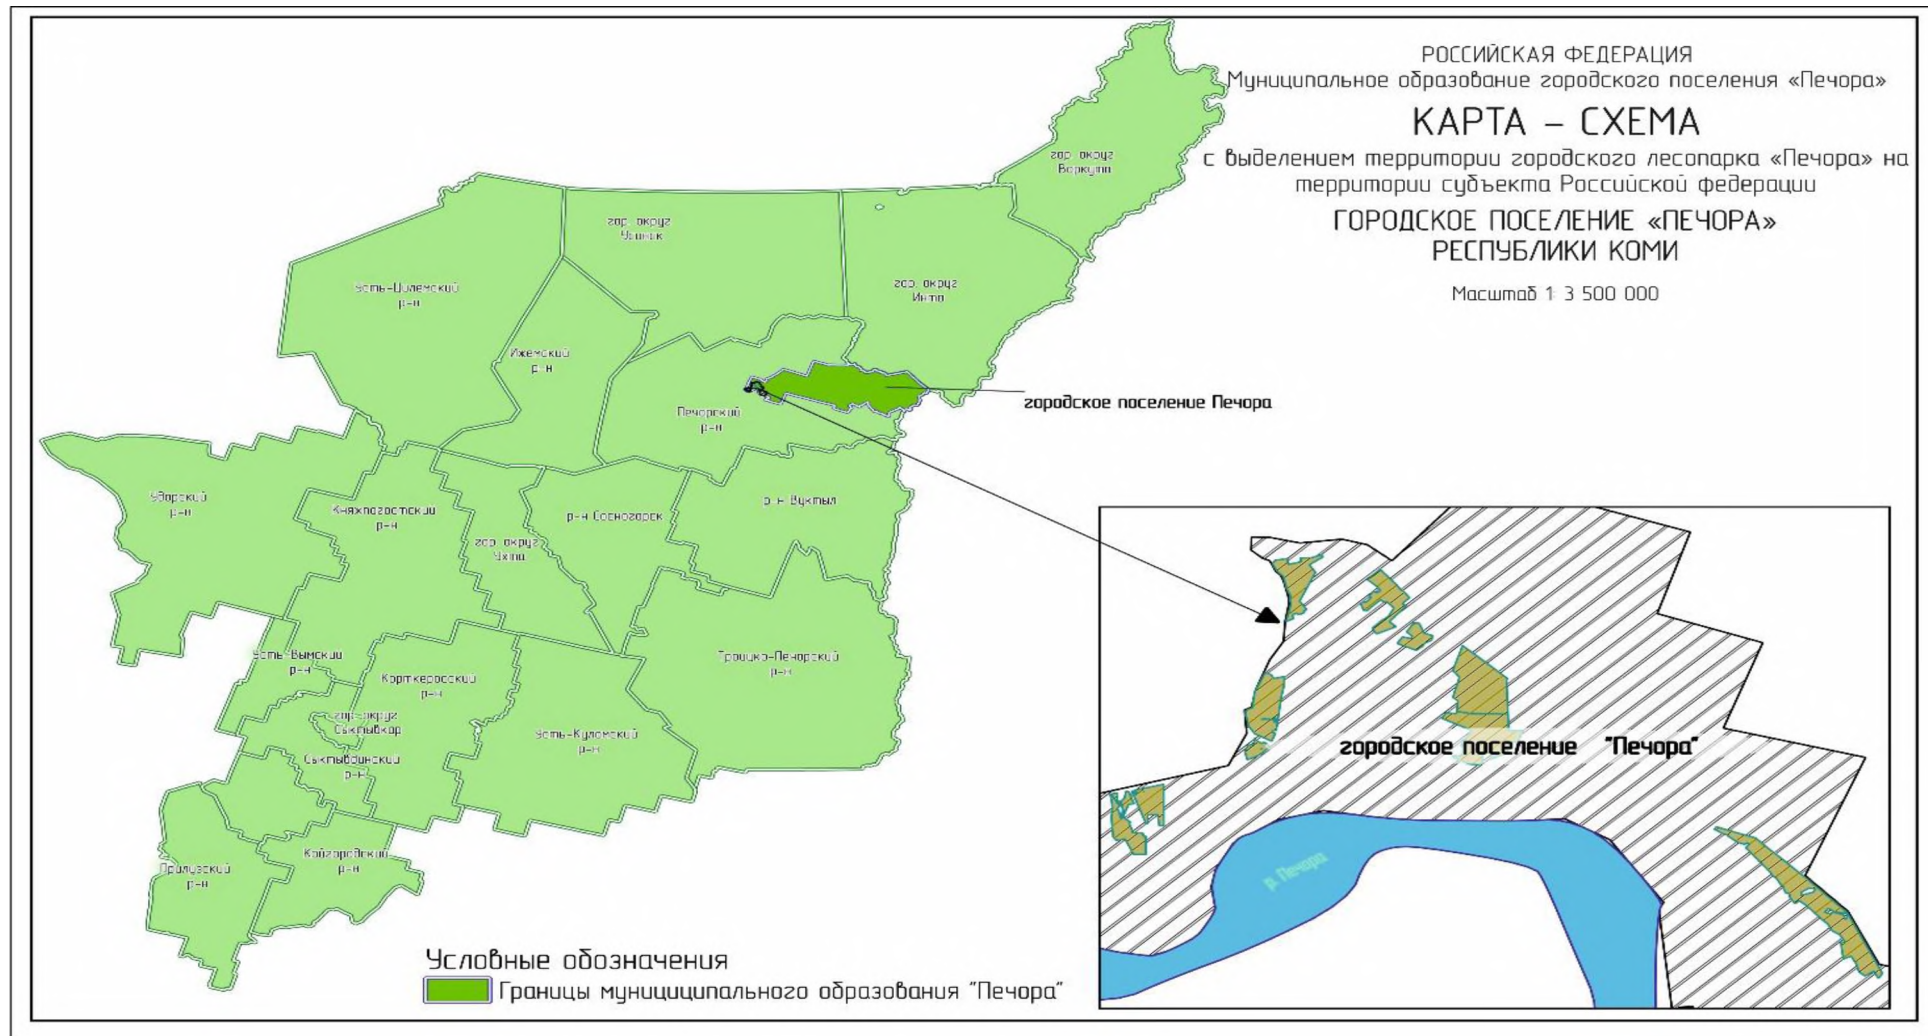 РОССИЙСКАЯ ФЕДЕРАЦИЯ
Муниципальное образование городского поселения «Печора»
КАРТА – СХЕМА
с выделением территории городского лесопарка «Печора» на
территории субъекта Российской федерации
ГОРОДСКОЕ ПОСЕЛЕНИЕ «ПЕЧОРА»
РЕСПУБЛИКИ КОМИ
Масштаб 1 3 500 000
гор. округ
Воркута
гор. округ
Усинск
гор. округ
Инта
Усть-Цилемский
р-н
Ижемский
р-н
Печорский
р-н
городское поселение Печора
Удорский
р-н
Княжпогостский
р-н
гор. округ
Ухта
р-н Сосногорск
р-н Вуктыл
Усть-Вымский
р-н
Корткеросский
р-н
Троицко-Печорский
р-н
гор. округ
Сыктывкар
Усть-Куломский
р-н
Сыктывдинский
р-н
Прилузский
р-н
Койгородский
р-н
городское поселение "Печора"
р. Печора
Условные обозначения
Границы муницициального образования "Печора"